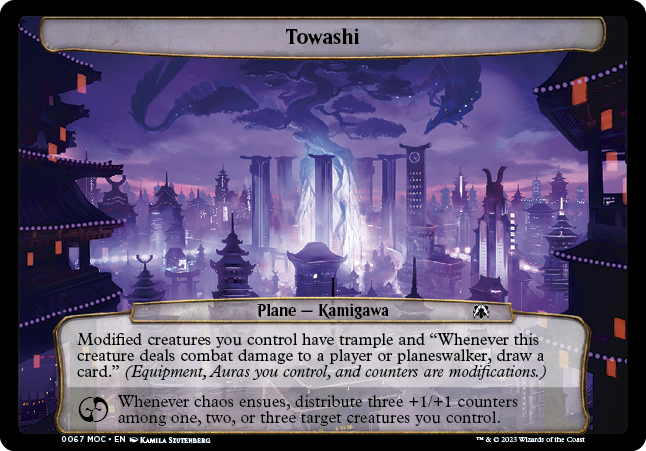 Towashi
Plane — Kamigawa
Modified creatures you control have trample and “Whenever this
creature deals combat damage to a player or planeswalker, draw a
card.” (Equipment, Auras you control, and counters are modifications.)
Whenever chaos ensues, distribute three +1/+1 counters
among one, two, or three target creatures you control.
0067 MOC • EN Kamila Szutenberg
™ & © 2023 Wizards of the Coast